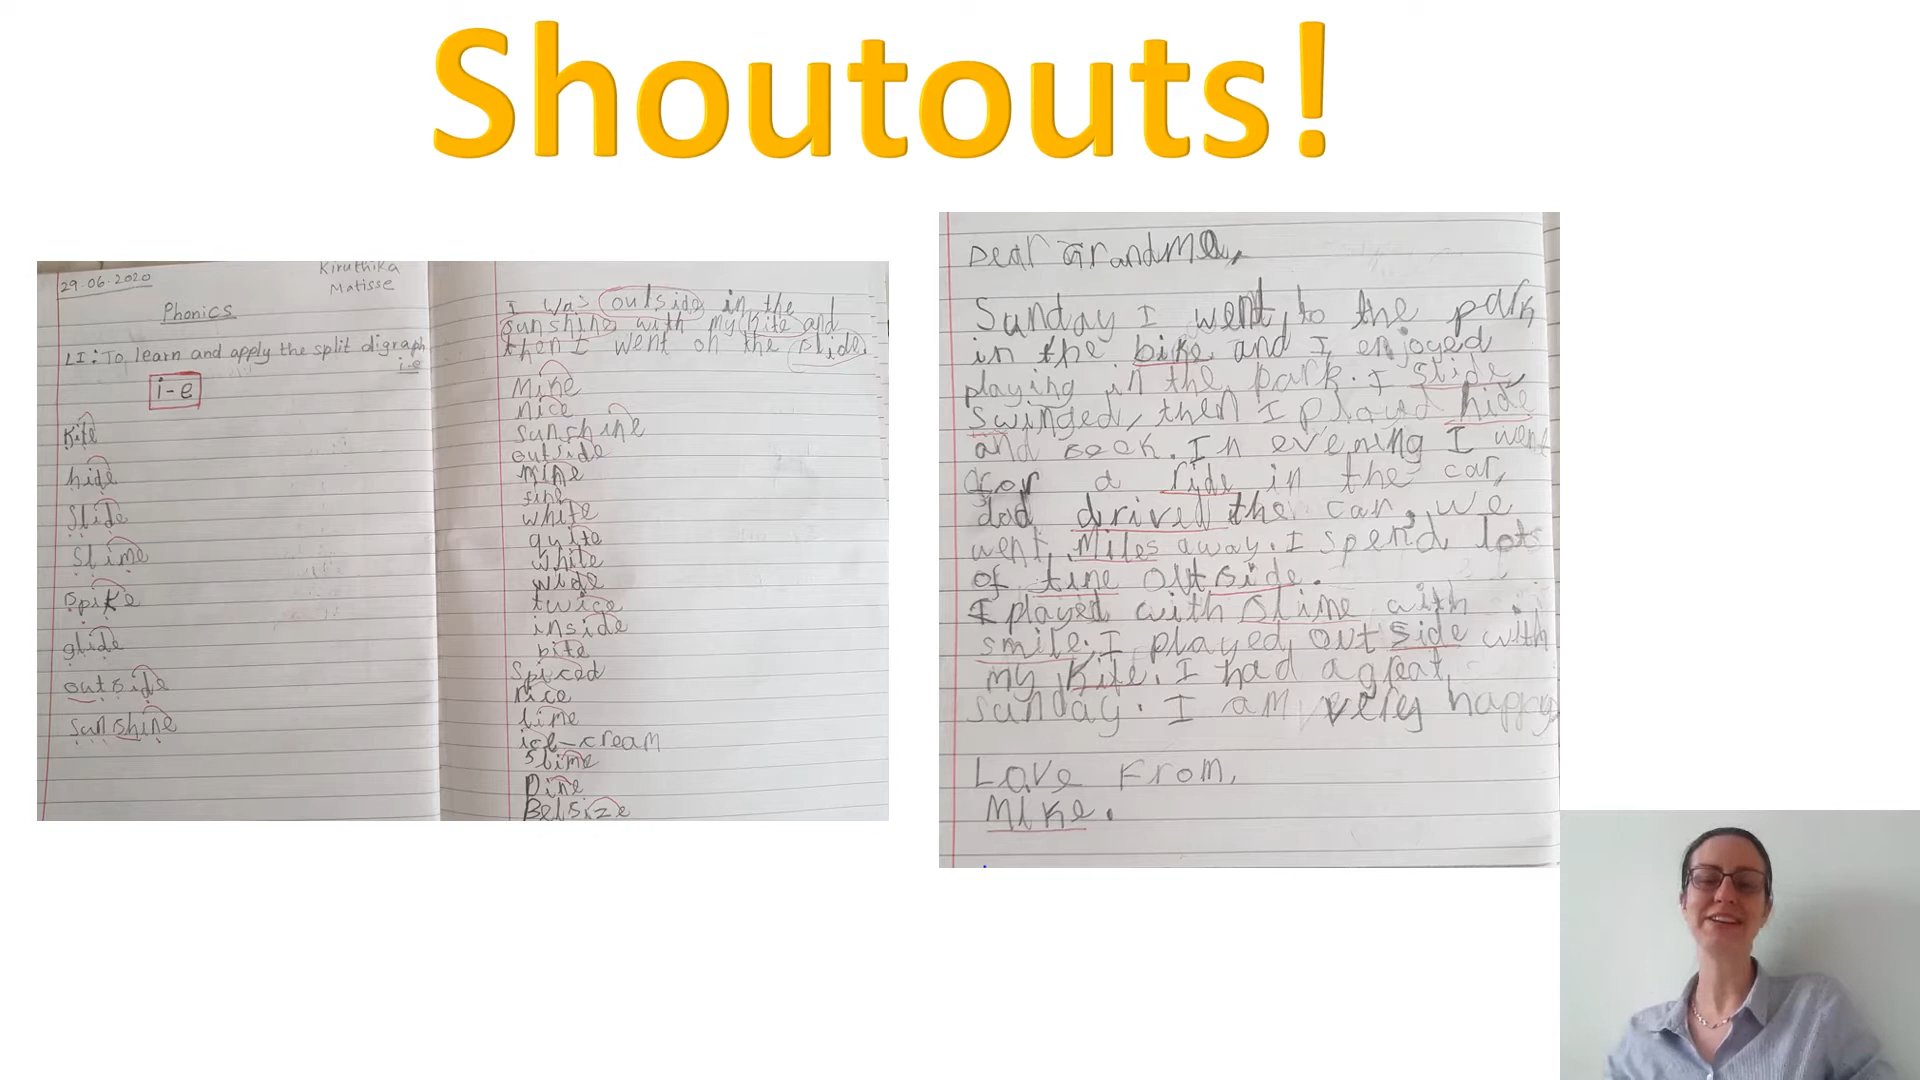 Shoutouts!
29.06.2020
Kiruthika
Matisse
Phonics
LI: To learn and apply the split digraph
i-e
i-e
kite
hide
Slide
Slime
spike
glide
outside
sunshine
I was outside in the
sunshine with my kite and
then I went on the slide.
Mine
nice
sunshine
outside
mine
fine
white
quite
white
wide
twice
inside
bite
Spiced
rice
lime
ice-cream
slime
Pine
Belsize
Dear Grandma,
Sunday I went to the park
in the bike and I enjoyed
playing in the park. I slide,
swinged, then I played hide
and seek. In evening I went
for a ride in the car,
dad drived the car, we
went Miles away. I spend lots
of time outside.
I played with slime with
smile. I played out side with
my kite. I had a great
sunday. I am very happy
Love From,
Mike.